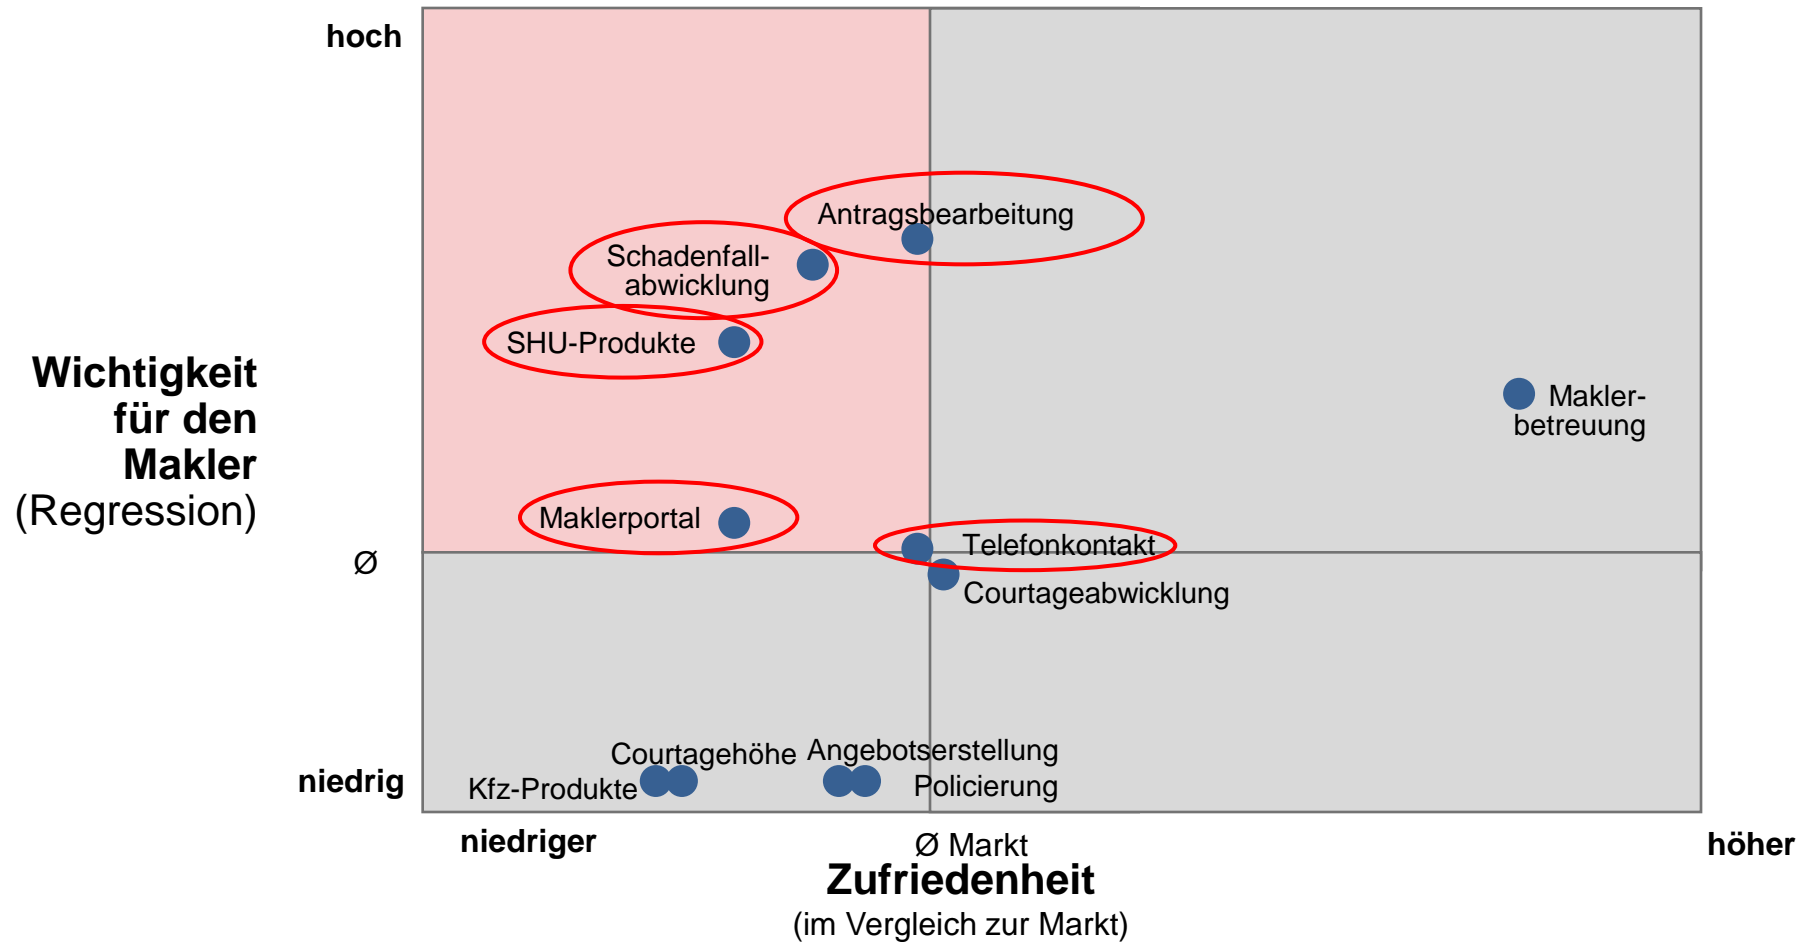 hoch
Antragsbearbeitung
Schadenfall-
abwicklung
SHU-Produkte
Wichtigkeit
für den
Makler
(Regression)
Makler-
betreuung
Maklerportal
Telefonkontakt
Ø
Courtageabwicklung
Courtagehöhe
Angebotserstellung
niedrig
Kfz-Produkte
Policierung
niedriger
Ø Markt
höher
Zufriedenheit
(im Vergleich zur Markt)